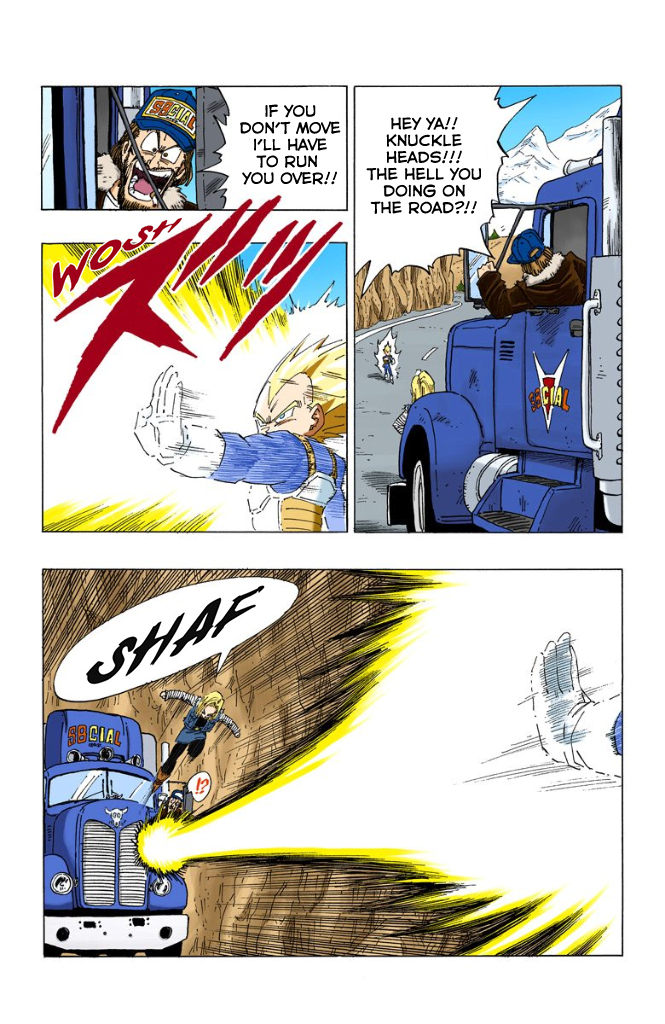 HEY YA!!
KNUCKLE
HEADS!!!
THE HELL YOU
DOING ON
THE ROAD?!!
SBCIAL
SBCIAL
IF YOU
DON'T MOVE
I'LL HAVE
TO RUN
YOU OVER!!
WOSH
ズ
SHAF
SBCIAL
!?